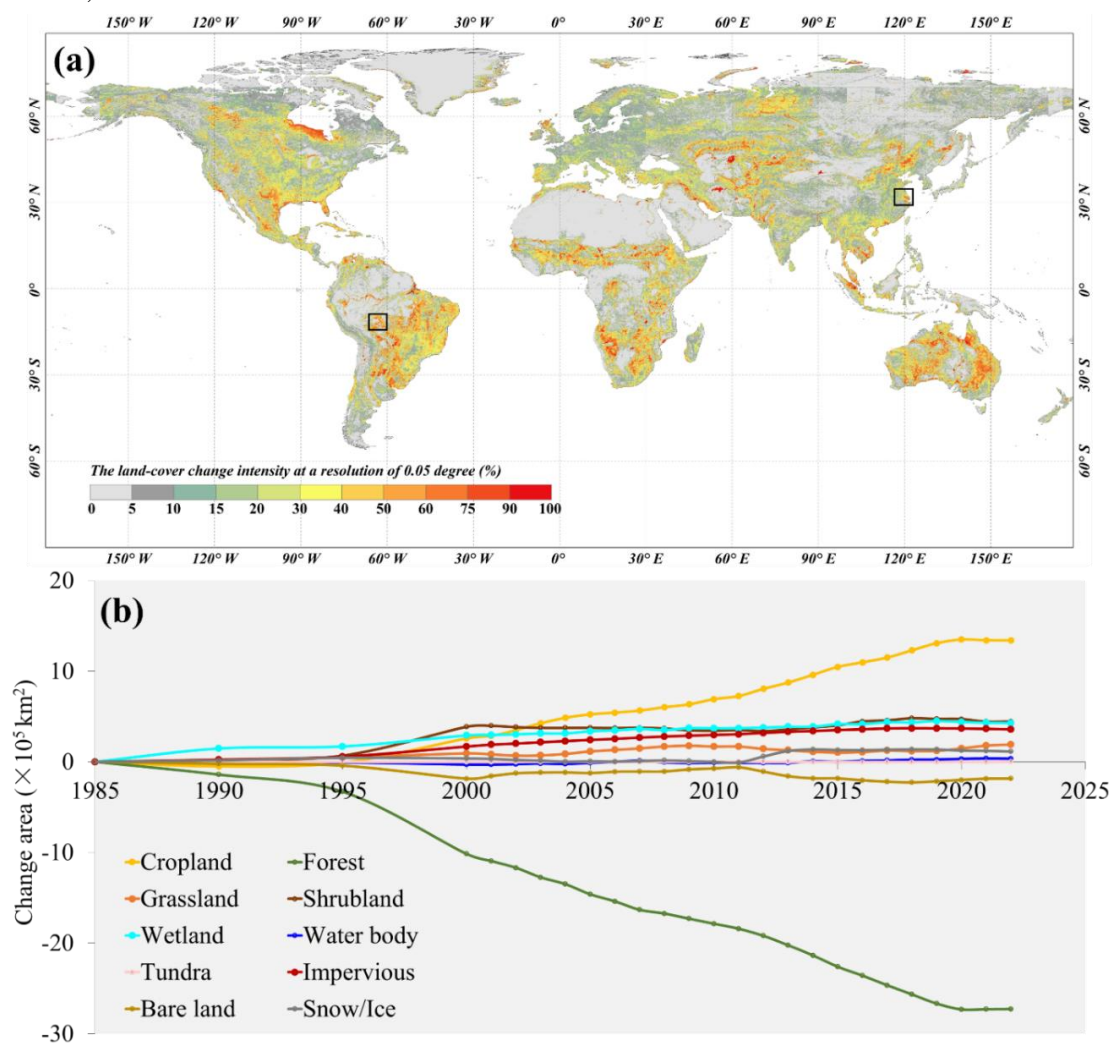 150° W 120° W 90° W 60° W 30° W 0° 30° E 60° E 90° E 120° E 150° E
(a)
60° N 60° N
30° N 30° N
0° 0°
30° S 30° S
60° S 60° S
The land-cover change intensity at a resolution of 0.05 degree (%)
0 5 10 15 20 30 40 50 60 75 90 100
150° W 120° W 90° W 60° W 30° W 0° 30° E 60° E 90° E 120° E 150° E
(b)
Change area (×10⁵ km²)
20
10
0
-10
-20
-30
1985 1990 1995 2000 2005 2010 2015 2020 2025
Cropland Forest
Grassland Shrubland
Wetland Water body
Tundra Impervious
Bare land Snow/Ice